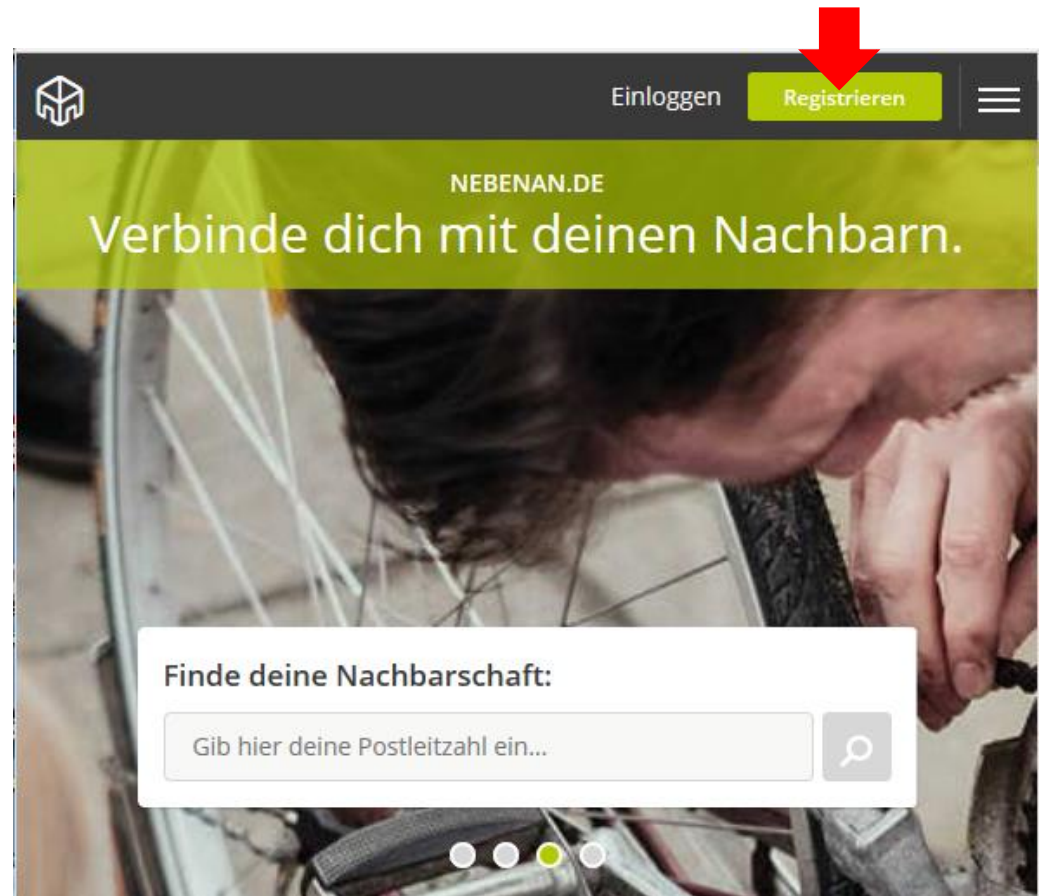 Einloggen Registrieren
NEBENAN.DE
Verbinde dich mit deinen Nachbarn.
Finde deine Nachbarschaft:
Gib hier deine Postleitzahl ein...